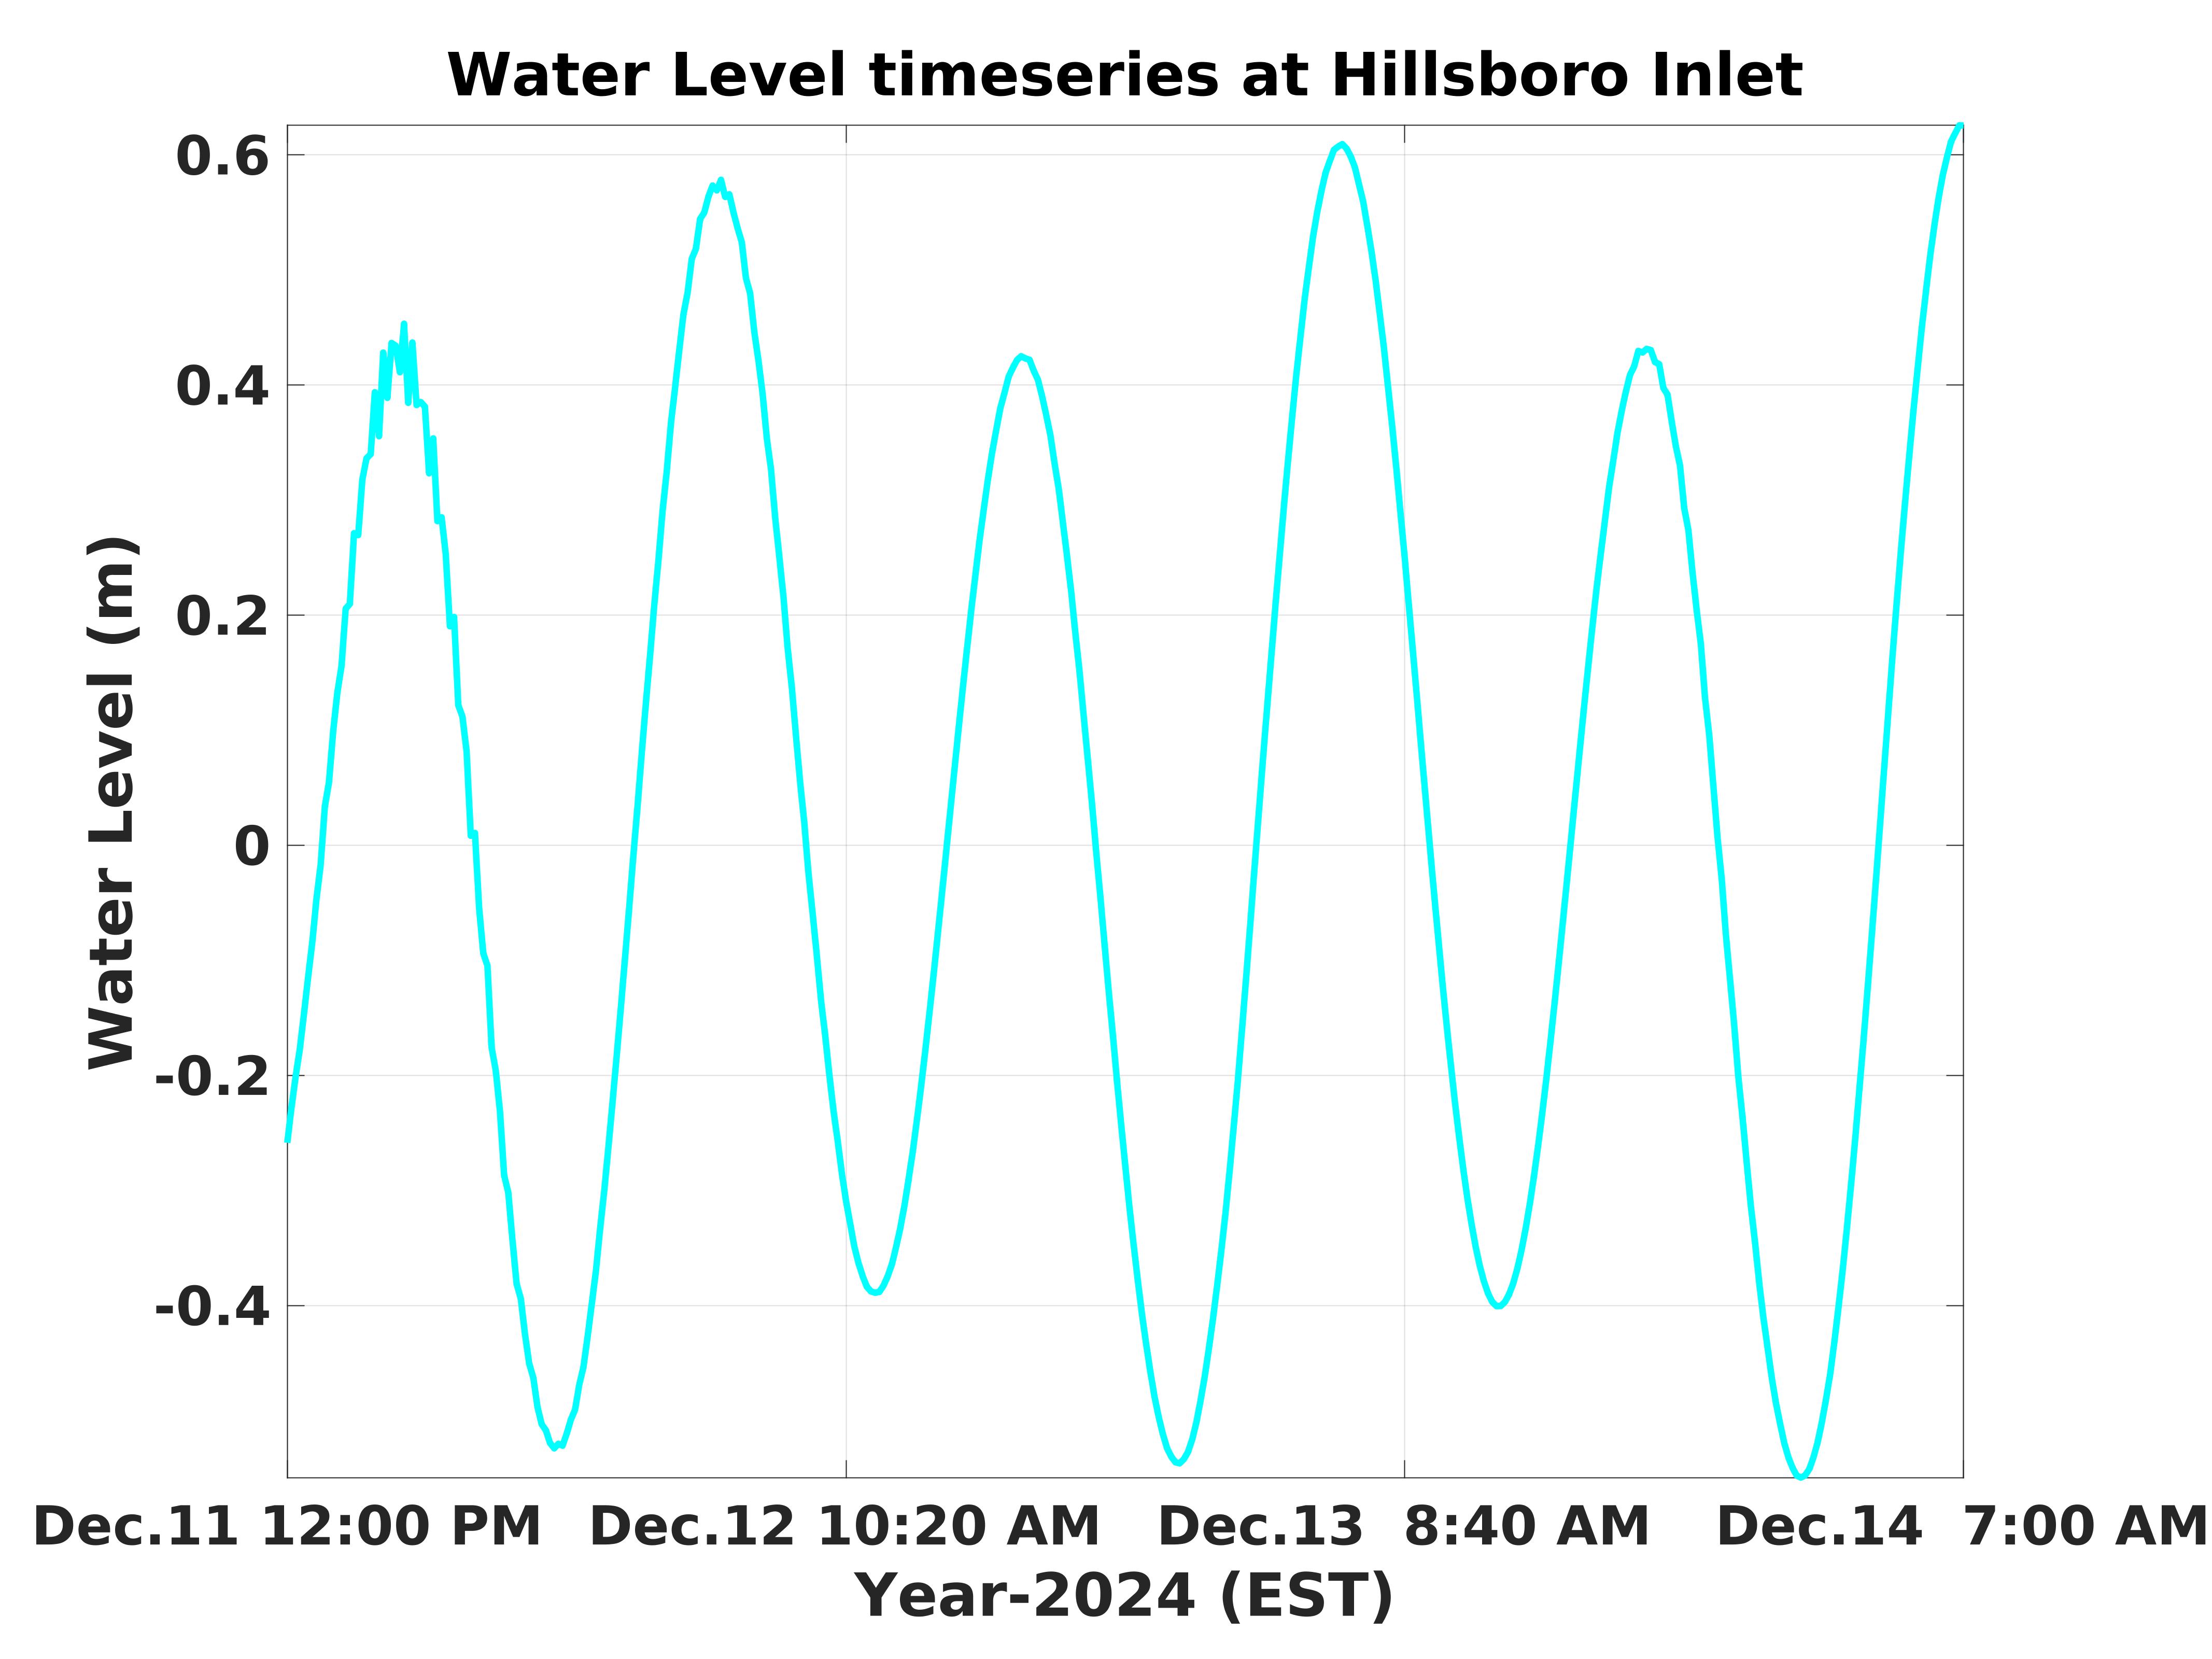 Water Level timeseries at Hillsboro Inlet
0.6
0.4
0.2
0
-0.2
-0.4
Water Level (m)
Dec.11 12:00 PM Dec.12 10:20 AM Dec.13 8:40 AM Dec.14 7:00 AM
Year-2024 (EST)